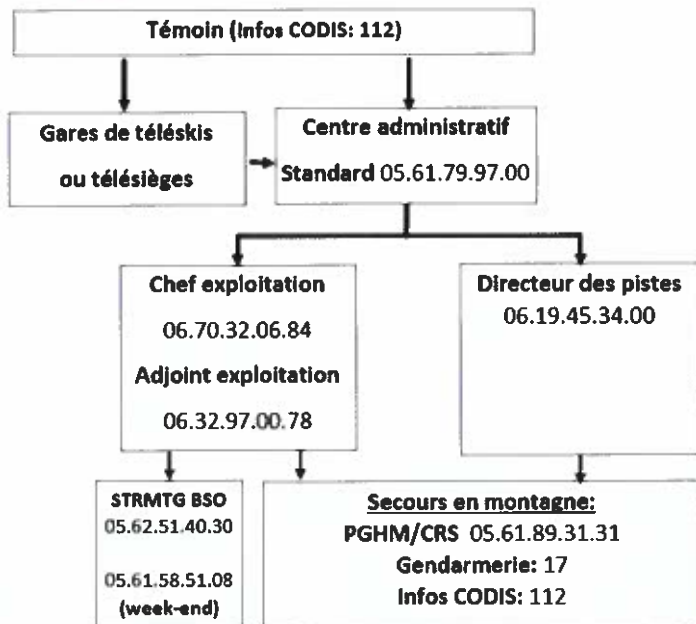 Témoin (Infos CODIS: 112)
Gares de téléskis
ou télésièges
Centre administratif
Standard 05.61.79.97.00
Chef exploitation
06.70.32.06.84
Adjoint exploitation
06.32.97.00.78
Directeur des pistes
06.19.45.34.00
STRMTG BSO
05.62.51.40.30
05.61.58.51.08
(week-end)
Secours en montagne:
PGHM/CRS 05.61.89.31.31
Gendarmerie: 17
Infos CODIS: 112